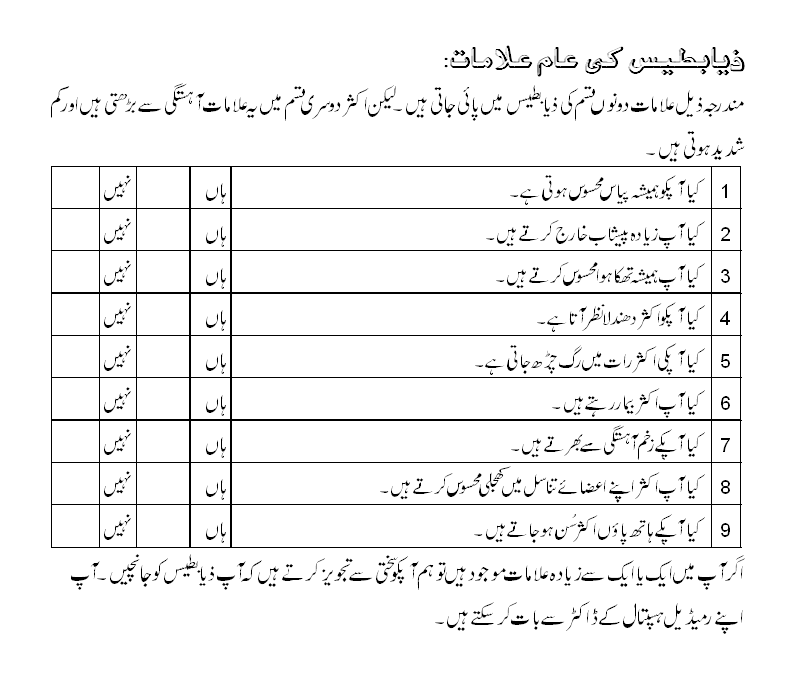 ذیابطیس کی عام علامات:
مندرجہ ذیل علامات دونوں قسم کی ذیابطیس میں پائی جاتی ہیں۔ لیکن اکثر دوسری قسم میں یہ علامات آہستگی سے بڑھتی ہیں اور کم
شدید ہوتی ہیں۔
1 کیا آپکو ہمیشہ پیاس محسوس ہوتی ہے۔ ہاں نہیں
2 کیا آپ زیادہ پیشاب خارج کرتے ہیں۔ ہاں نہیں
3 کیا آپ ہمیشہ تھکا ہوا محسوس کرتے ہیں۔ ہاں نہیں
4 کیا آپکو اکثر دھندلا نظر آتا ہے۔ ہاں نہیں
5 کیا آپکی اکثر رات میں رگ چڑھ جاتی ہے۔ ہاں نہیں
6 کیا آپ اکثر بیمار رہتے ہیں۔ ہاں نہیں
7 کیا آپکے زخم آہستگی سے بھرتے ہیں۔ ہاں نہیں
8 کیا آپ اکثر اپنے اعضائے تناسل میں کھجلی محسوس کرتے ہیں۔ ہاں نہیں
9 کیا آپکے ہاتھ پاؤں اکثر سُن ہو جاتے ہیں۔ ہاں نہیں
اگر آپ میں ایک یا ایک سے زیادہ علامات موجود ہیں تو ہم آپکو سختی سے تجویز کرتے ہیں کہ آپ ذیابطیس کو جانچیں۔ آپ
اپنے رمیڈیل ہسپتال کے ڈاکٹر سے بات کر سکتے ہیں۔